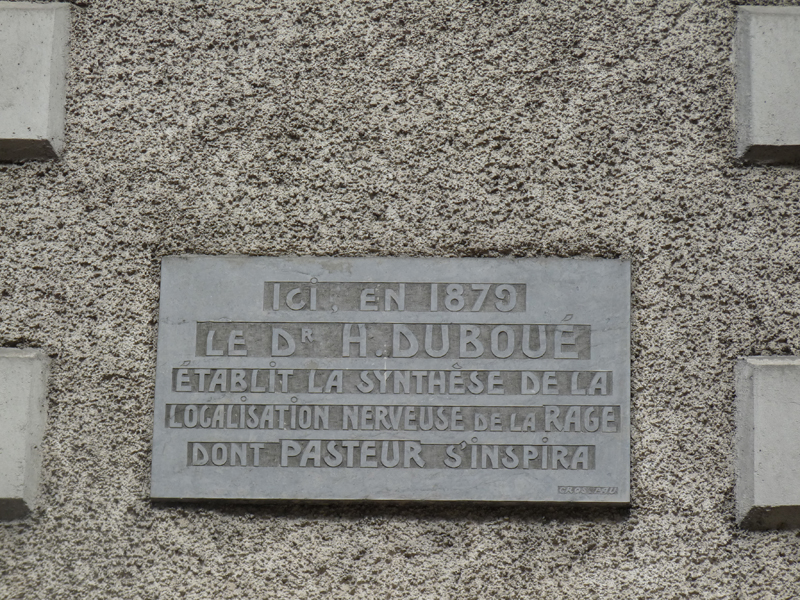 ICI, EN 1879
LE DR H. DUBOUÉ
ÉTABLIT LA SYNTHÈSE DE LA
LOCALISATION NERVEUSE DE LA RAGE
DONT PASTEUR S'INSPIRA